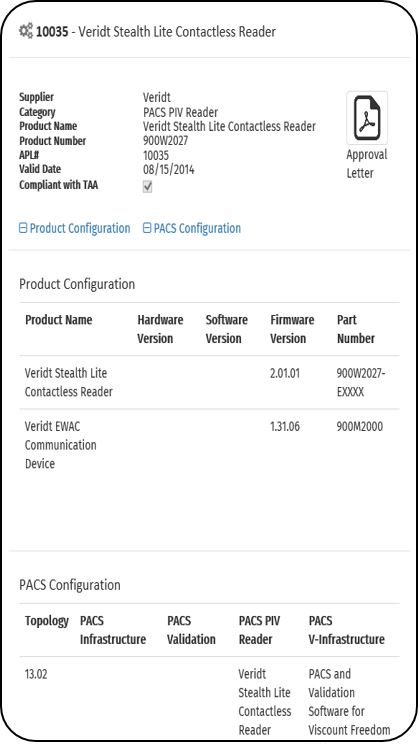 10035 - Veridt Stealth Lite Contactless Reader
Supplier Veridt
Category PACS PIV Reader
Product Name Veridt Stealth Lite Contactless Reader
Product Number 900W2027
APL# 10035
Valid Date 08/15/2014
Compliant with TAA
Approval
Letter
Product Configuration PACS Configuration
Product Configuration
Product Name Hardware Software Firmware Part
Version Version Version Number
Veridt Stealth Lite 2.01.01 900W2027-
Contactless Reader EXXXX
Veridt EWAC 1.31.06 900M2000
Communication
Device
PACS Configuration
Topology PACS PACS PACS PIV PACS
Infrastructure Validation Reader V-Infrastructure
13.02 Veridt PACS and
Stealth Lite Validation
Contactless Software for
Reader Viscount Freedom